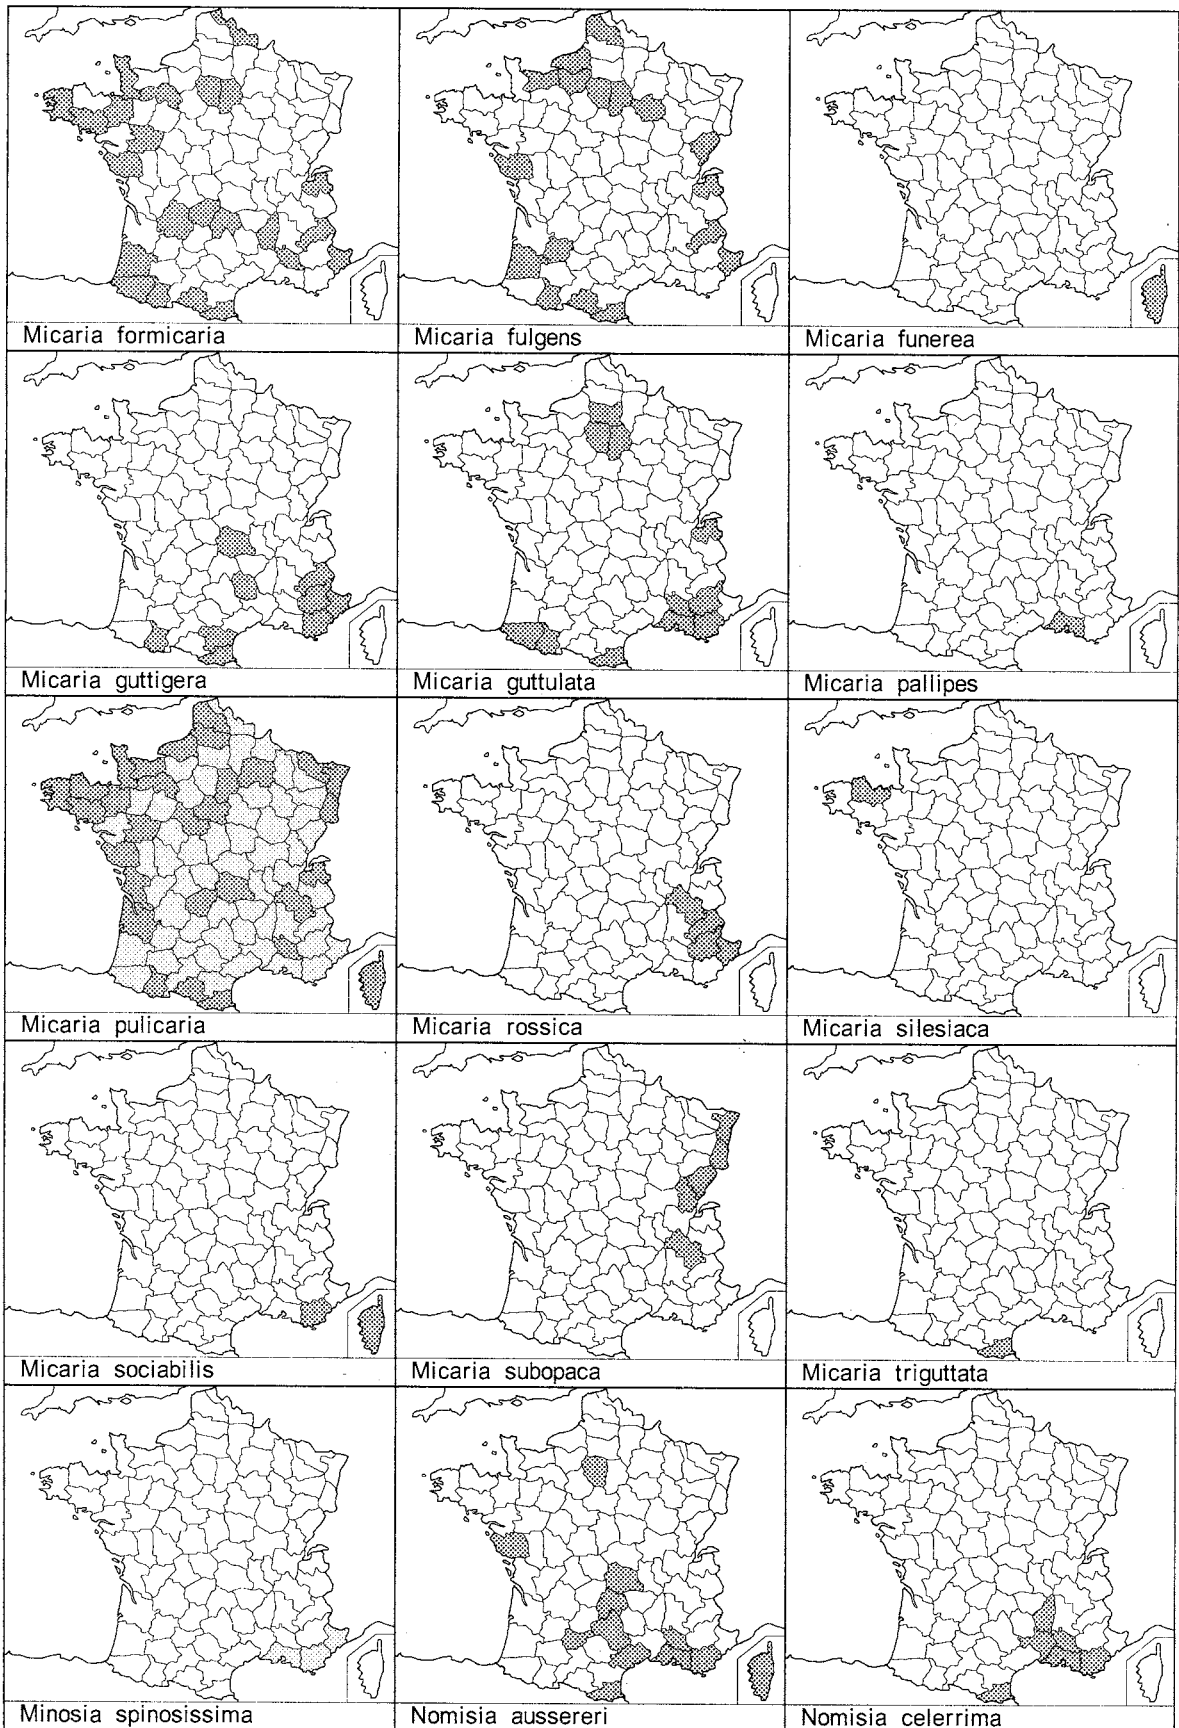 Micaria formicaria
Micaria fulgens
Micaria funerea
Micaria guttigera
Micaria guttulata
Micaria pallipes
Micaria pulicaria
Micaria rossica
Micaria silesiaca
Micaria sociabilis
Micaria subopaca
Micaria triguttata
Minosia spinosissima
Nomisia aussereri
Nomisia celerrima